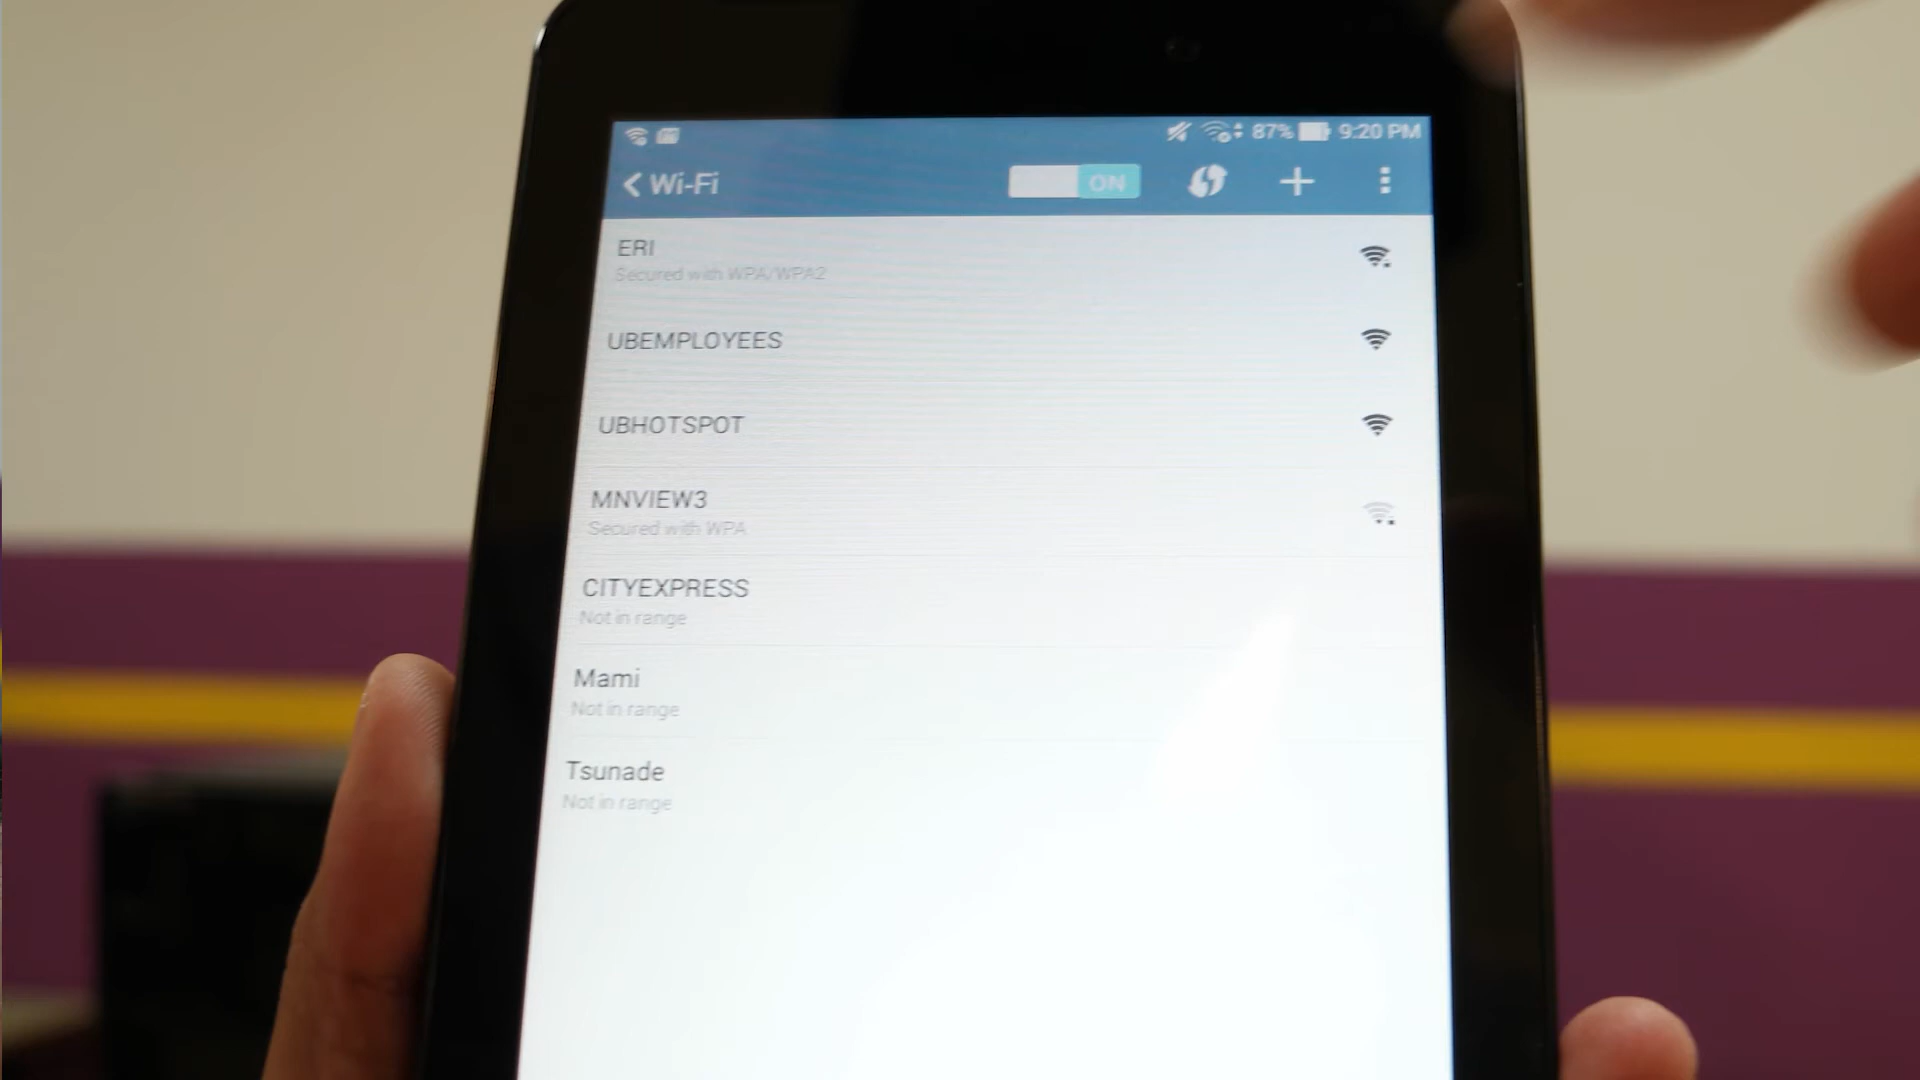 87% 9:20 PM
Wi-Fi ON
ERI
Secured with WPA/WPA2
UBEMPLOYEES
UBHOTSPOT
MNVIEW3
Secured with WPA
CITYEXPRESS
Not in range
Mami
Not in range
Tsunade
Not in range